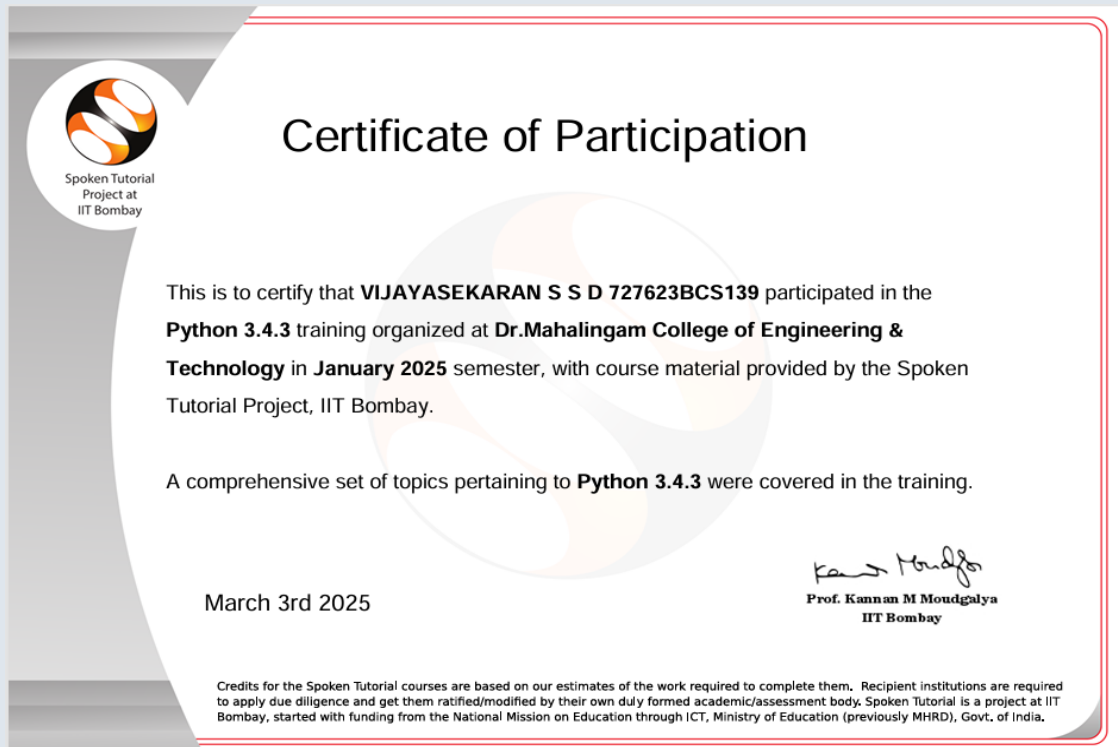 Spoken Tutorial
Project at
IIT Bombay
Certificate of Participation
This is to certify that VIJAYASEKARAN S S D 727623BCS139 participated in the
Python 3.4.3 training organized at Dr.Mahalingam College of Engineering &
Technology in January 2025 semester, with course material provided by the Spoken
Tutorial Project, IIT Bombay.
A comprehensive set of topics pertaining to Python 3.4.3 were covered in the training.
March 3rd 2025
Prof. Kannan M Moudgalya
IIT Bombay
Credits for the Spoken Tutorial courses are based on our estimates of the work required to complete them. Recipient institutions are required
to apply due diligence and get them ratified/modified by their own duly formed academic/assessment body. Spoken Tutorial is a project at IIT
Bombay, started with funding from the National Mission on Education through ICT, Ministry of Education (previously MHRD), Govt. of India.